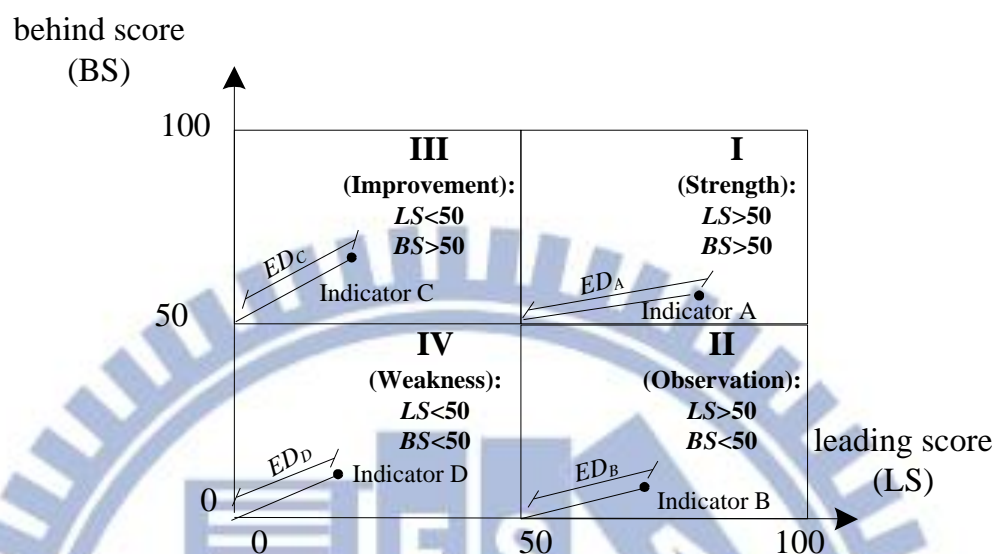 behind score
(BS)
100
III
(Improvement):
LS<50
BS>50
EDC
Indicator C
I
(Strength):
LS>50
BS>50
EDA
Indicator A
50
IV
(Weakness):
LS<50
BS<50
EDD
Indicator D
II
(Observation):
LS>50
BS<50
EDB
Indicator B
leading score
(LS)
0
0
50
100